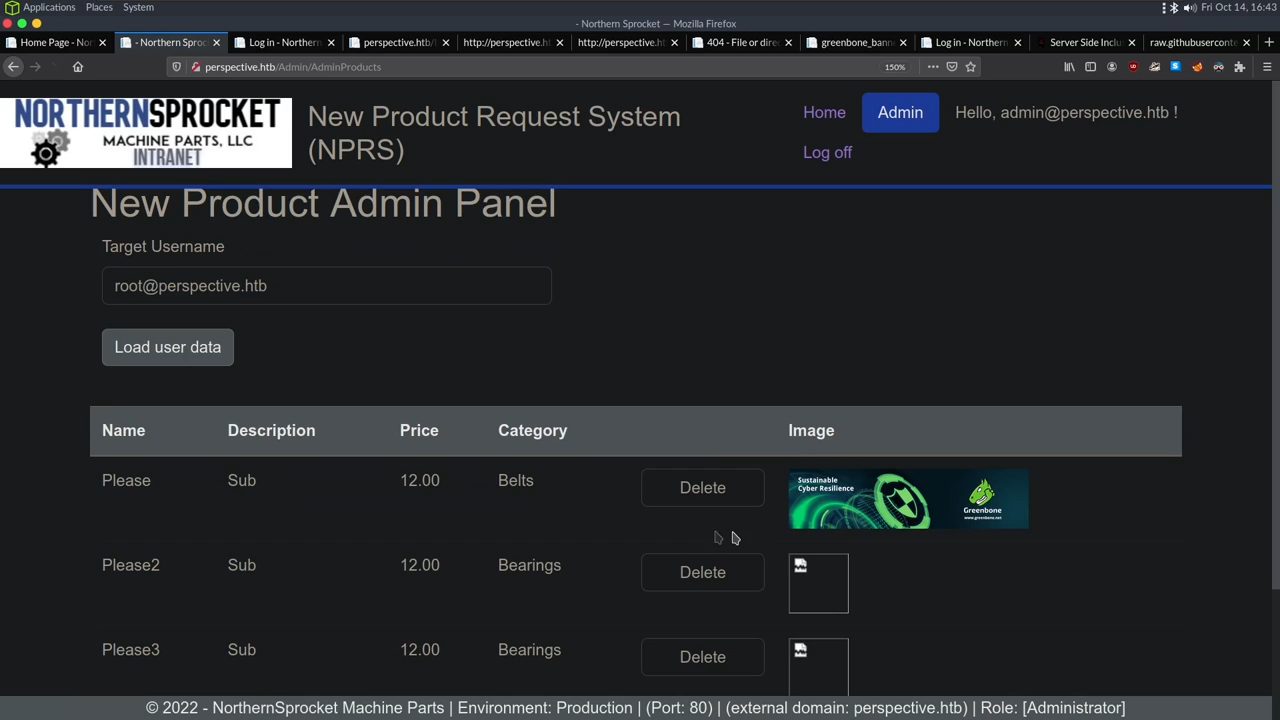 Applications Places System Fri Oct 14, 16:43
- Northern Sprocket — Mozilla Firefox
Home Page - Nor - Northern Sproc Log in - Northern perspective.htb/ http://perspective.h http://perspective.h 404 - File or direc greenbone_bann Log in - Northern Server Side Inclu raw.githubuserconte
perspective.htb/Admin/AdminProducts 150%
NORTHERNSPROCKET
MACHINE PARTS, LLC
INTRANET
New Product Request System
(NPRS)
Home Admin Hello, admin@perspective.htb !
Log off
New Product Admin Panel
Target Username
root@perspective.htb
Load user data
Name Description Price Category Image
Please Sub 12.00 Belts Delete
Sustainable
Cyber Resilience
Greenbone
www.greenbone.net
Please2 Sub 12.00 Bearings Delete
Please3 Sub 12.00 Bearings Delete
© 2022 - NorthernSprocket Machine Parts | Environment: Production | (Port: 80) | (external domain: perspective.htb) | Role: [Administrator]